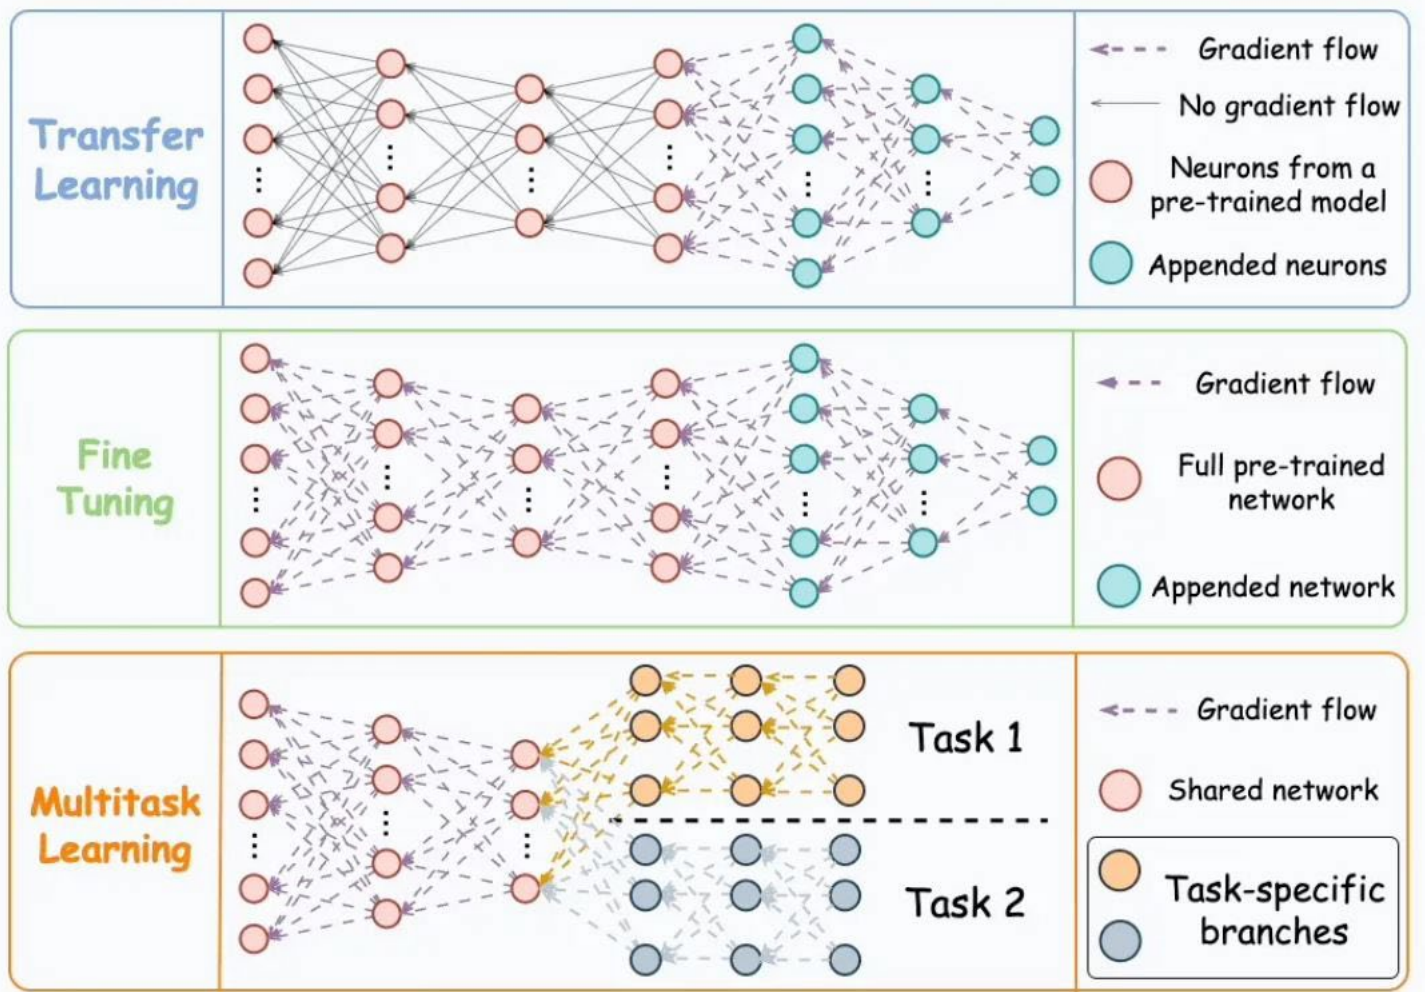 Transfer
Learning
Gradient flow
No gradient flow
Neurons from a
pre-trained model
Appended neurons
Fine
Tuning
Gradient flow
Full pre-trained
network
Appended network
Multitask
Learning
Task 1
Task 2
Gradient flow
Shared network
Task-specific
branches